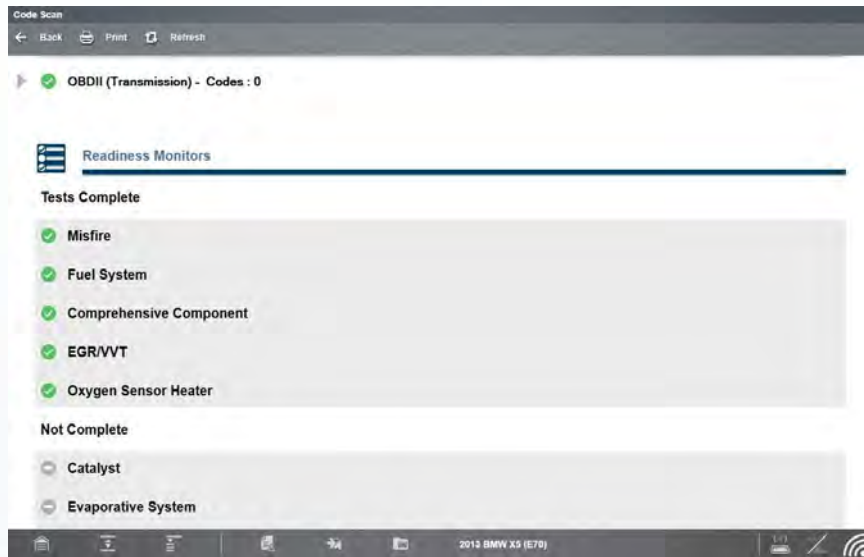 Code Scan
Back Print Refresh
OBDII (Transmission) - Codes : 0
Readiness Monitors
Tests Complete
Misfire
Fuel System
Comprehensive Component
EGR/VVT
Oxygen Sensor Heater
Not Complete
Catalyst
Evaporative System
2013 BMW X5 (E70)